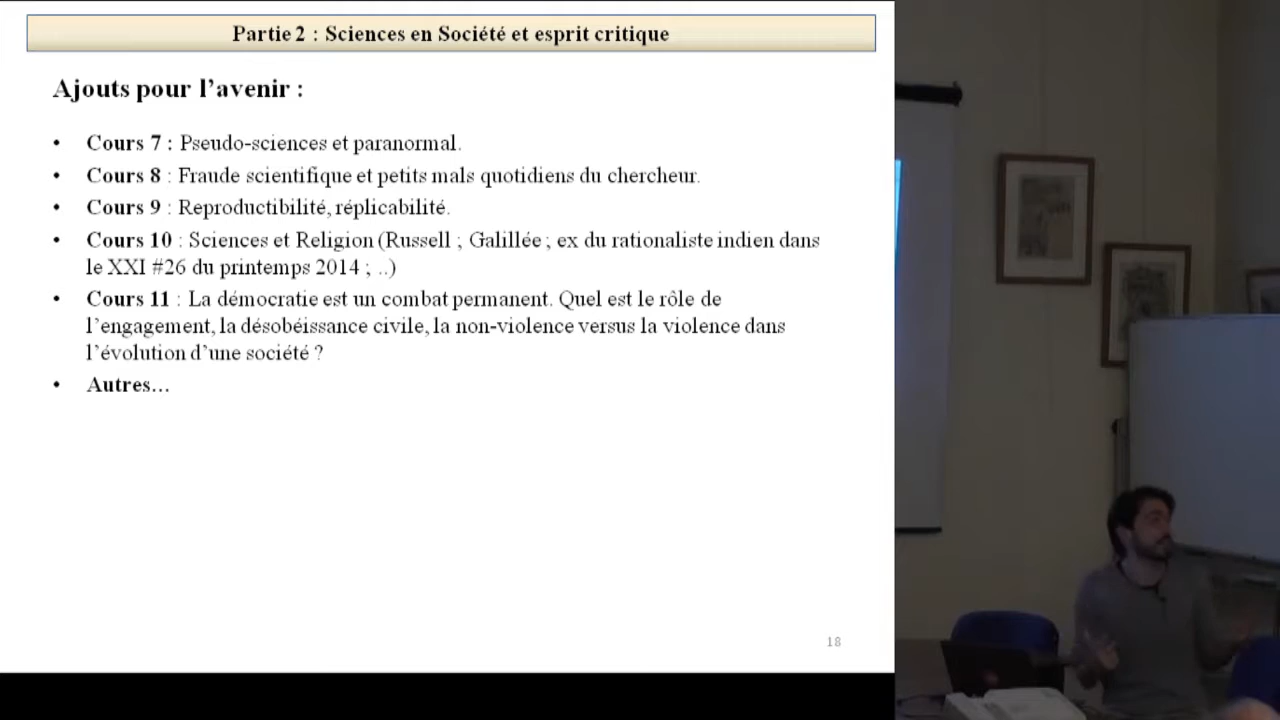 Partie 2 : Sciences en Société et esprit critique
Ajouts pour l'avenir :
• Cours 7 : Pseudo-sciences et paranormal.
• Cours 8 : Fraude scientifique et petits mals quotidiens du chercheur.
• Cours 9 : Reproductibilité, réplicabilité.
• Cours 10 : Sciences et Religion (Russell ; Galillée ; ex du rationaliste indien dans
le XXI #26 du printemps 2014 ; ..)
• Cours 11 : La démocratie est un combat permanent. Quel est le rôle de
l'engagement, la désobéissance civile, la non-violence versus la violence dans
l'évolution d'une société ?
• Autres…
18